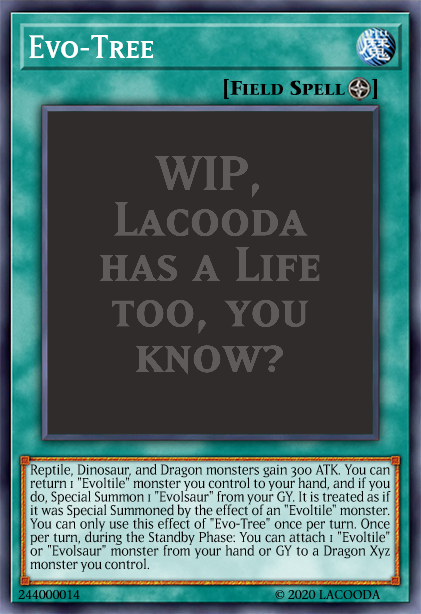 Evo-Tree
[Field Spell]
WIP,
Lacooda
has a Life
too, you
know?
Reptile, Dinosaur, and Dragon monsters gain 300 ATK. You can
return 1 "Evoltile" monster you control to your hand, and if you
do, Special Summon 1 "Evolsaur" from your GY. It is treated as if
it was Special Summoned by the effect of an "Evoltile" monster.
You can only use this effect of "Evo-Tree" once per turn. Once
per turn, during the Standby Phase: You can attach 1 "Evoltile"
or "Evolsaur" monster from your hand or GY to a Dragon Xyz
monster you control.
244000014 © 2020 LACOODA